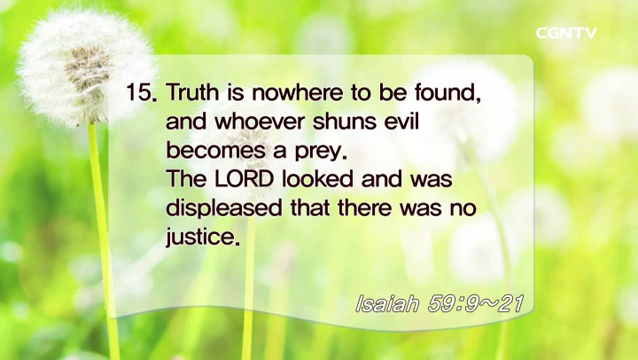 CGNTV
15. Truth is nowhere to be found,
and whoever shuns evil
becomes a prey.
The LORD looked and was
displeased that there was no
justice.
Isaiah 59:9~21